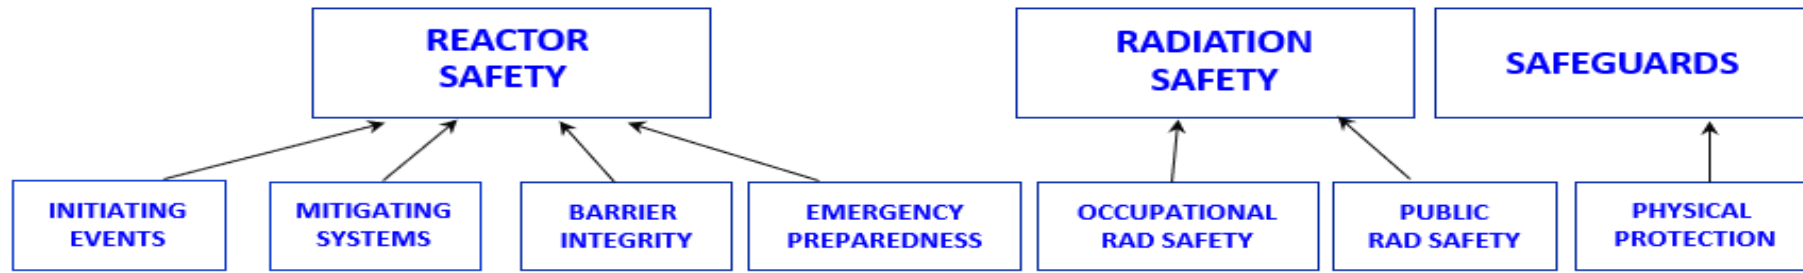 REACTOR
SAFETY
RADIATION
SAFETY
SAFEGUARDS
INITIATING
EVENTS
MITIGATING
SYSTEMS
BARRIER
INTEGRITY
EMERGENCY
PREPAREDNESS
OCCUPATIONAL
RAD SAFETY
PUBLIC
RAD SAFETY
PHYSICAL
PROTECTION